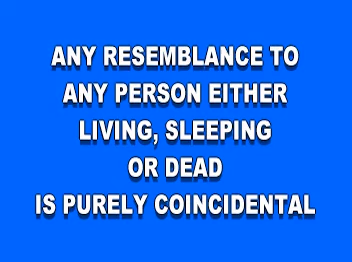 ANY RESEMBLANCE TO
ANY PERSON EITHER
LIVING, SLEEPING
OR DEAD
IS PURELY COINCIDENTAL